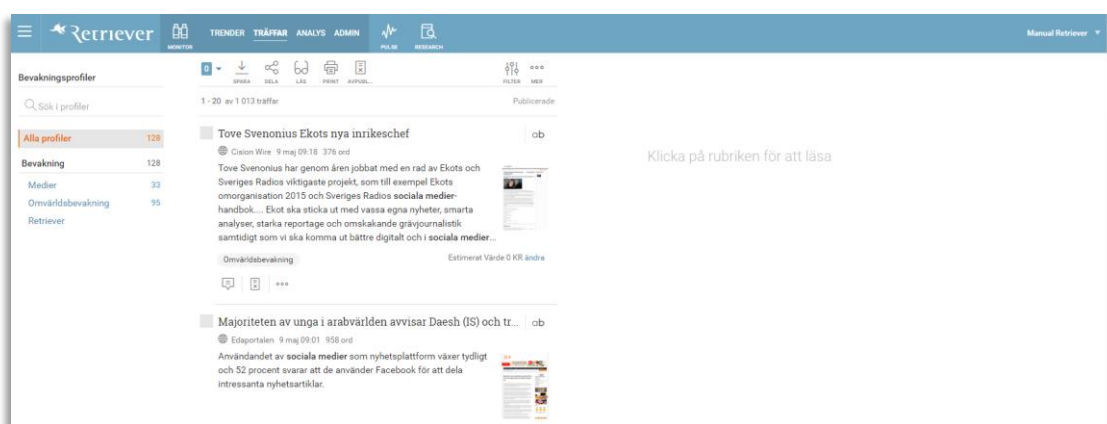 Retriever
MONITOR
TRENDER TRÄFFAR ANALYS ADMIN
PULSE
RESEARCH
Manual Retriever
Bevakningsprofiler
Sök i profiler
Alla profiler 128
Bevakning 128
Medier 33
Omvärldsbevakning 95
Retriever
0
SPARA DELA LÄS PRINT AVPUBL...
FILTER MER
1 - 20 av 1 013 träffar Publicerade
Tove Svenonius Ekots nya inrikeschef ab
Cision Wire 9 maj 09:18 376 ord
Tove Svenonius har genom åren jobbat med en rad av Ekots och
Sveriges Radios viktigaste projekt, som till exempel Ekots
omorganisation 2015 och Sveriges Radios sociala medier-
handbok.... Ekot ska sticka ut med vassa egna nyheter, smarta
analyser, starka reportage och omskakande grävjournalistik
samtidigt som vi ska komma ut bättre digitalt och i sociala medier...
Omvärldsbevakning Estimerat Värde 0 KR ändra
Majoriteten av unga i arabvärlden avvisar Daesh (IS) och tr... ab
Edaportalen 9 maj 09:01 958 ord
Användandet av sociala medier som nyhetsplattform växer tydligt
och 52 procent svarar att de använder Facebook för att dela
intressanta nyhetsartiklar.
Klicka på rubriken för att läsa